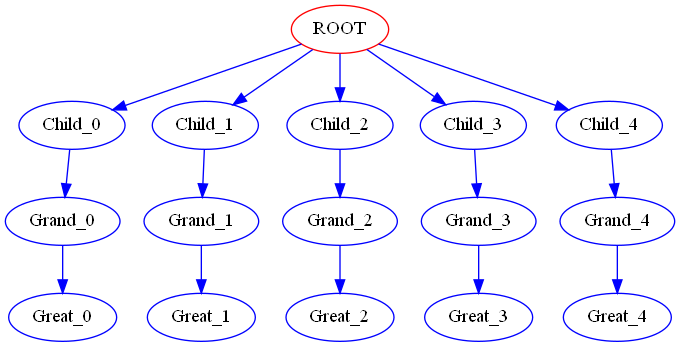 ROOT
Child_0 Child_1 Child_2 Child_3 Child_4
Grand_0 Grand_1 Grand_2 Grand_3 Grand_4
Great_0 Great_1 Great_2 Great_3 Great_4